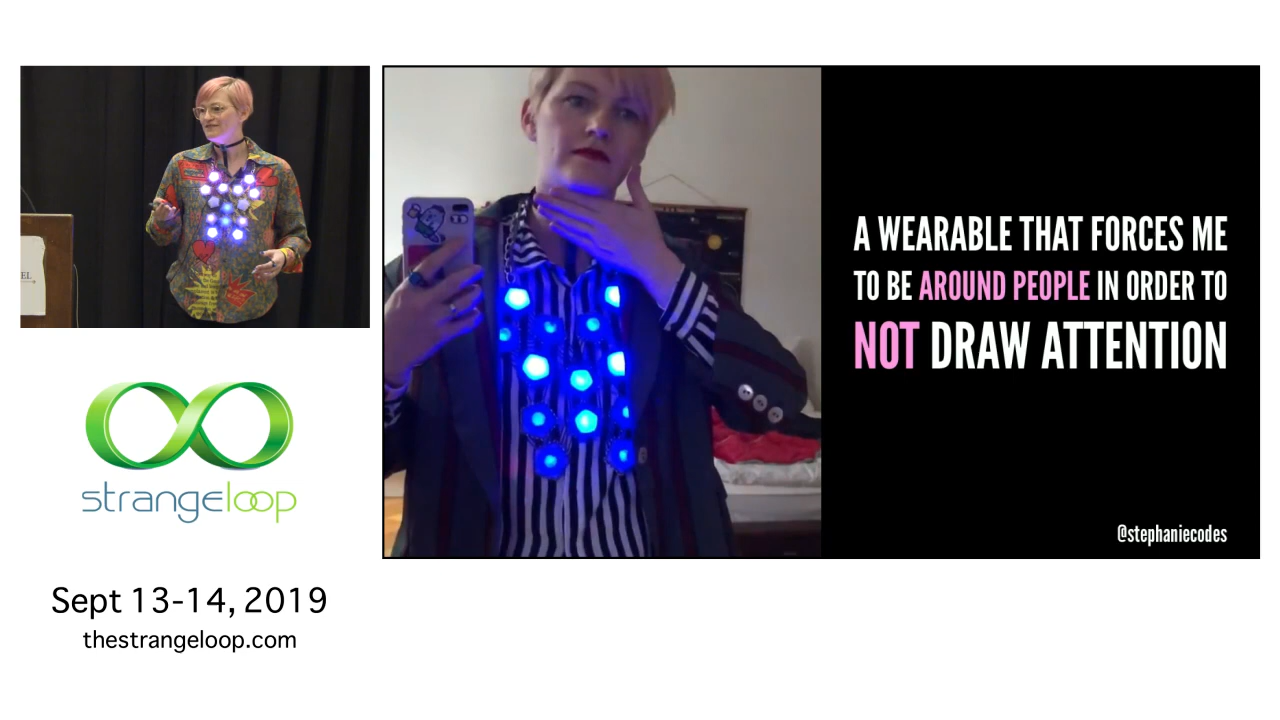 EL
strangeloop
Sept 13-14, 2019
thestrangeloop.com
A WEARABLE THAT FORCES ME
TO BE AROUND PEOPLE IN ORDER TO
NOT DRAW ATTENTION
@stephaniecodes